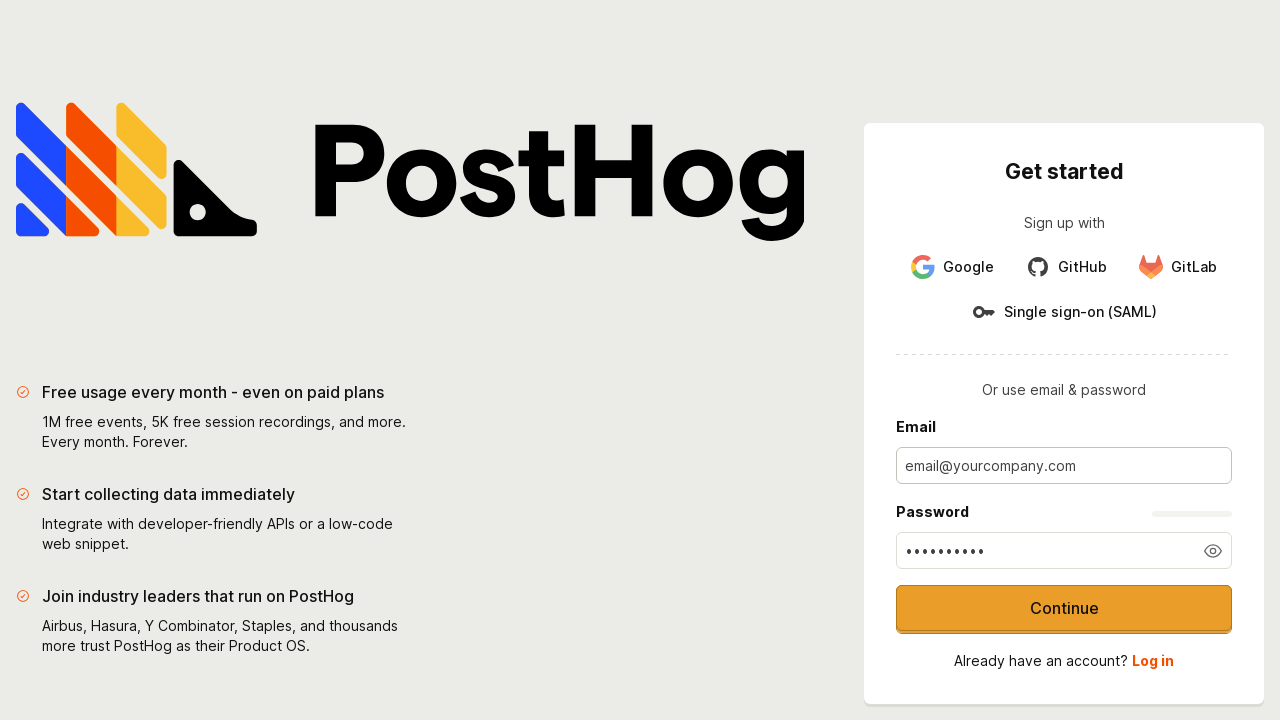 PostHog
Free usage every month - even on paid plans
1M free events, 5K free session recordings, and more.
Every month. Forever.
Start collecting data immediately
Integrate with developer-friendly APIs or a low-code
web snippet.
Join industry leaders that run on PostHog
Airbus, Hasura, Y Combinator, Staples, and thousands
more trust PostHog as their Product OS.
Get started
Sign up with
Google
GitHub
GitLab
Single sign-on (SAML)
Or use email & password
Email
email@yourcompany.com
Password
••••••••••
Continue
Already have an account? Log in